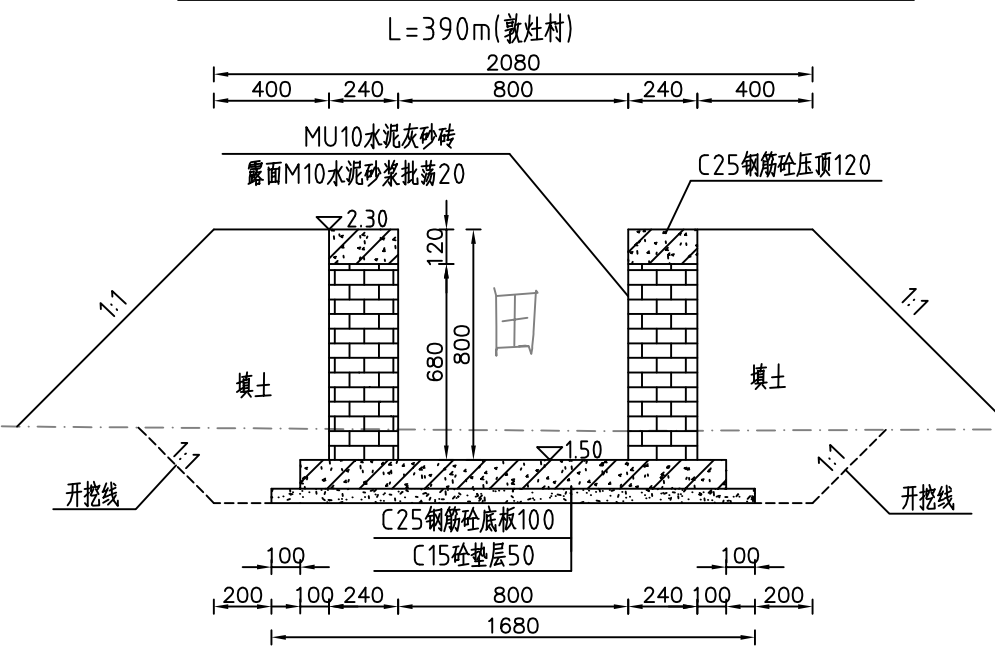 L=390m(敦灶村)
2080
400 240 800 240 400
MU10水泥灰砂砖
露面M10水泥砂浆批荡20
C25钢筋砼压顶120
2.30
120
1:1
1:1
田
680
800
填土
填土
1.50
1:1
1:1
开挖线
开挖线
C25钢筋砼底板100
C15砼垫层50
100 100
200 100 240 800 240 100 200
1680